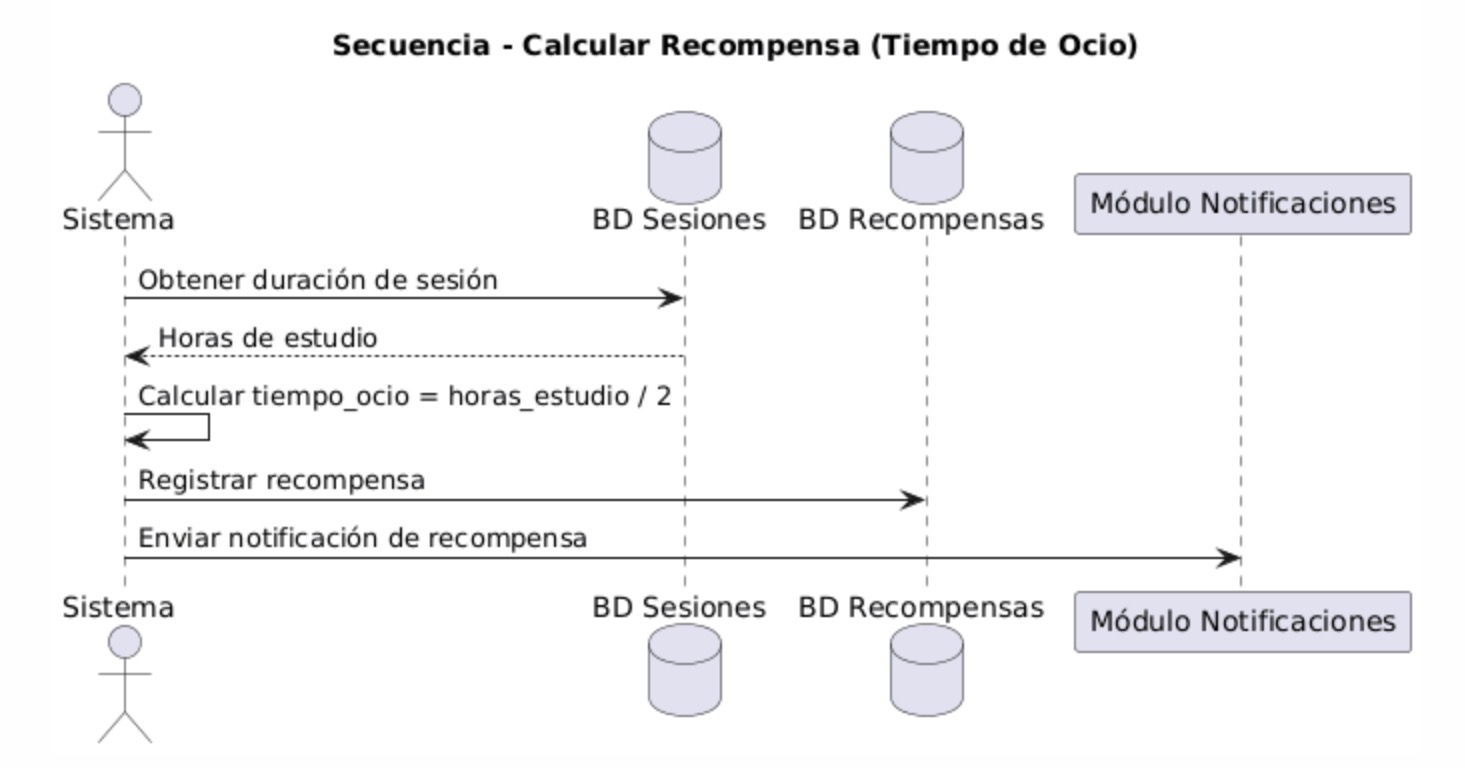 Secuencia - Calcular Recompensa (Tiempo de Ocio)
Sistema
BD Sesiones
BD Recompensas
Módulo Notificaciones
Obtener duración de sesión
Horas de estudio
Calcular tiempo_ocio = horas_estudio / 2
Registrar recompensa
Enviar notificación de recompensa
Sistema
BD Sesiones
BD Recompensas
Módulo Notificaciones